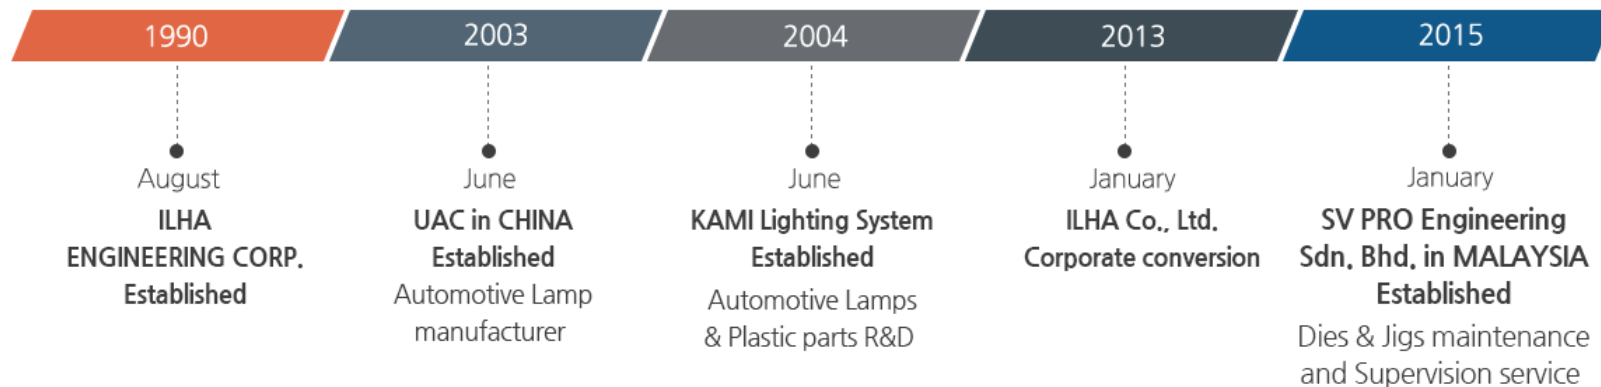 1990
August
ILHA
ENGINEERING CORP.
Established
2003
June
UAC in CHINA
Established
Automotive Lamp
manufacturer
2004
June
KAMI Lighting System
Established
Automotive Lamps
& Plastic parts R&D
2013
January
ILHA Co., Ltd.
Corporate conversion
2015
January
SV PRO Engineering
Sdn. Bhd. in MALAYSIA
Established
Dies & Jigs maintenance
and Supervision service